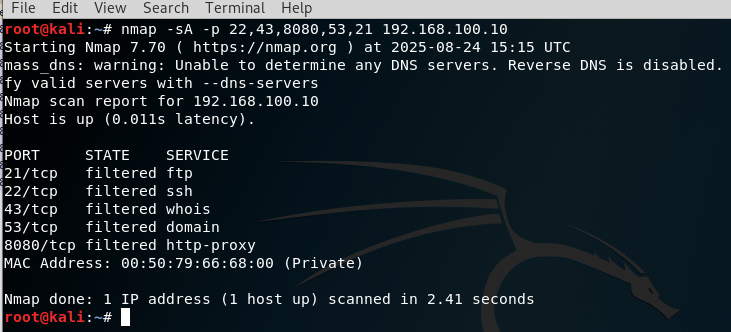 File Edit View Search Terminal Help
root@kali:~# nmap -sA -p 22,43,8080,53,21 192.168.100.10
Starting Nmap 7.70 ( https://nmap.org ) at 2025-08-24 15:15 UTC
mass_dns: warning: Unable to determine any DNS servers. Reverse DNS is disabled.
fy valid servers with --dns-servers
Nmap scan report for 192.168.100.10
Host is up (0.011s latency).
PORT STATE SERVICE
21/tcp filtered ftp
22/tcp filtered ssh
43/tcp filtered whois
53/tcp filtered domain
8080/tcp filtered http-proxy
MAC Address: 00:50:79:66:68:00 (Private)
Nmap done: 1 IP address (1 host up) scanned in 2.41 seconds
root@kali:~#